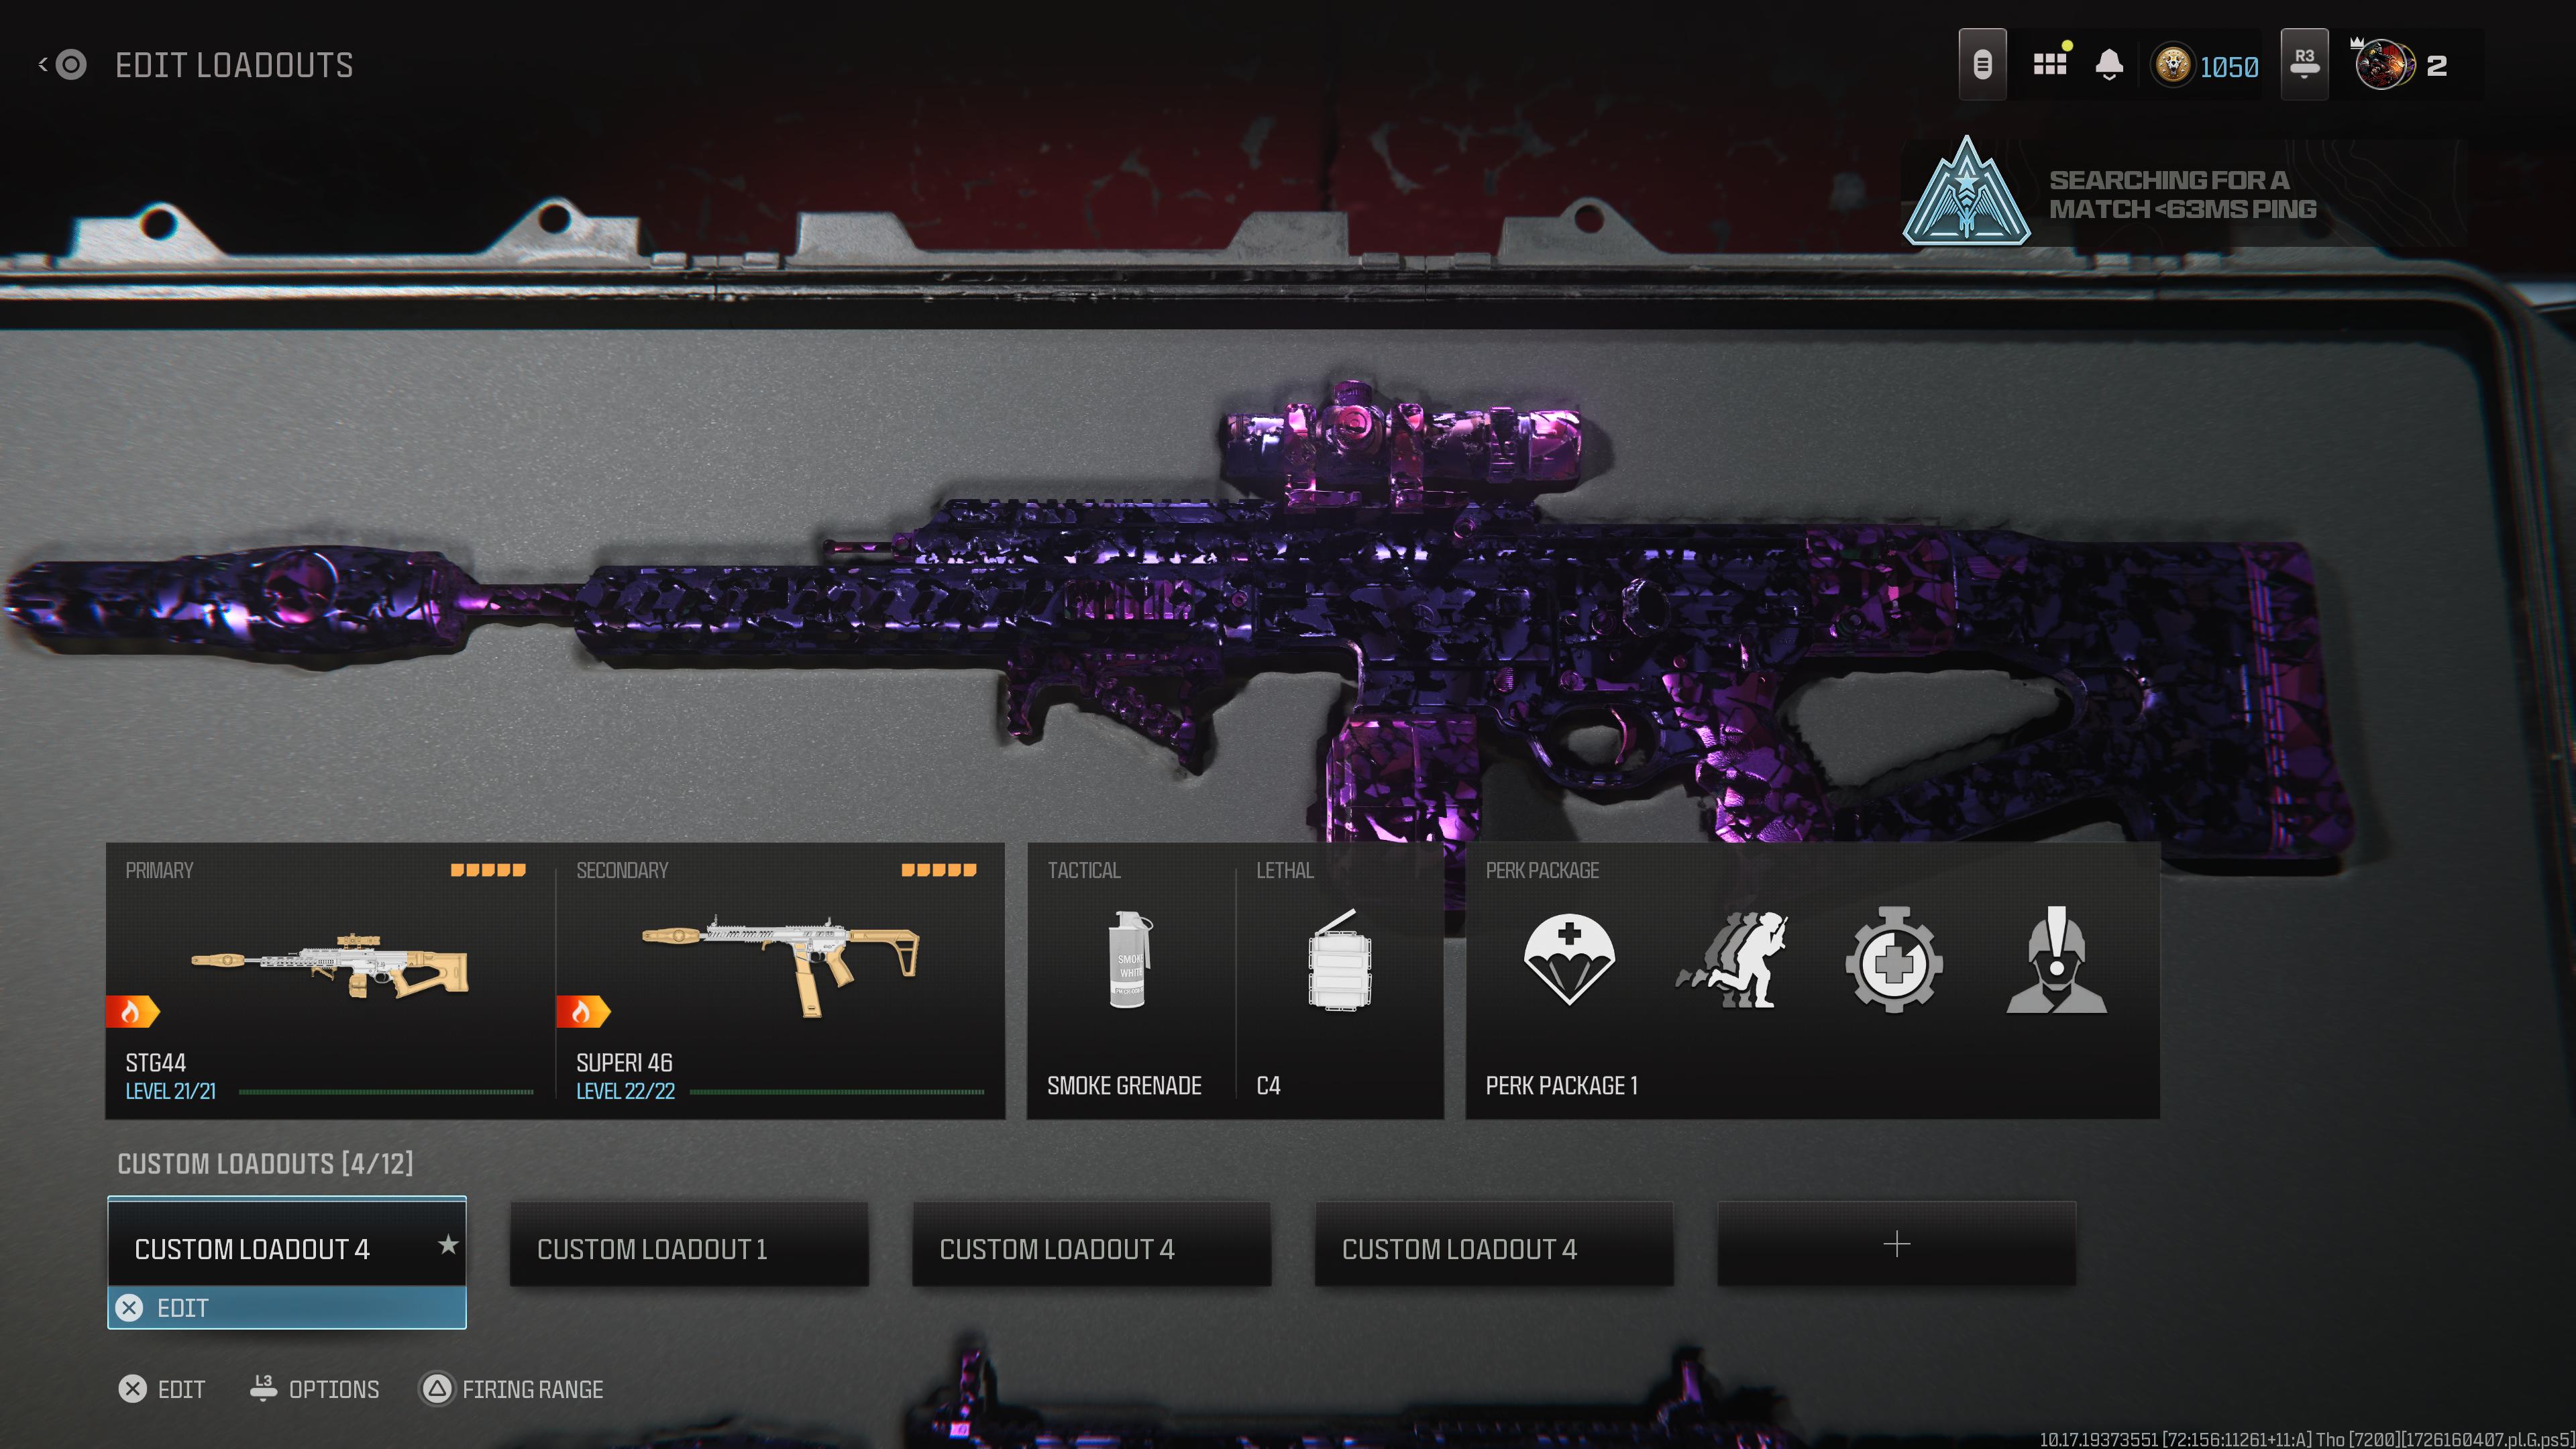 EDIT LOADOUTS
1050
R3
2
SEARCHING FOR A
MATCH <63MS PING
PRIMARY
SECONDARY
TACTICAL
LETHAL
PERK PACKAGE
SMOKE
WHITE
STG44
LEVEL 21/21
SUPERI 46
LEVEL 22/22
SMOKE GRENADE
C4
PERK PACKAGE 1
CUSTOM LOADOUTS [4/12]
CUSTOM LOADOUT 4
CUSTOM LOADOUT 1
CUSTOM LOADOUT 4
CUSTOM LOADOUT 4
EDIT
EDIT
L3
OPTIONS
FIRING RANGE
10.17.19373551 [72:156:11261+11:A] Tho [7200][1726160407.pl.G.ps5]